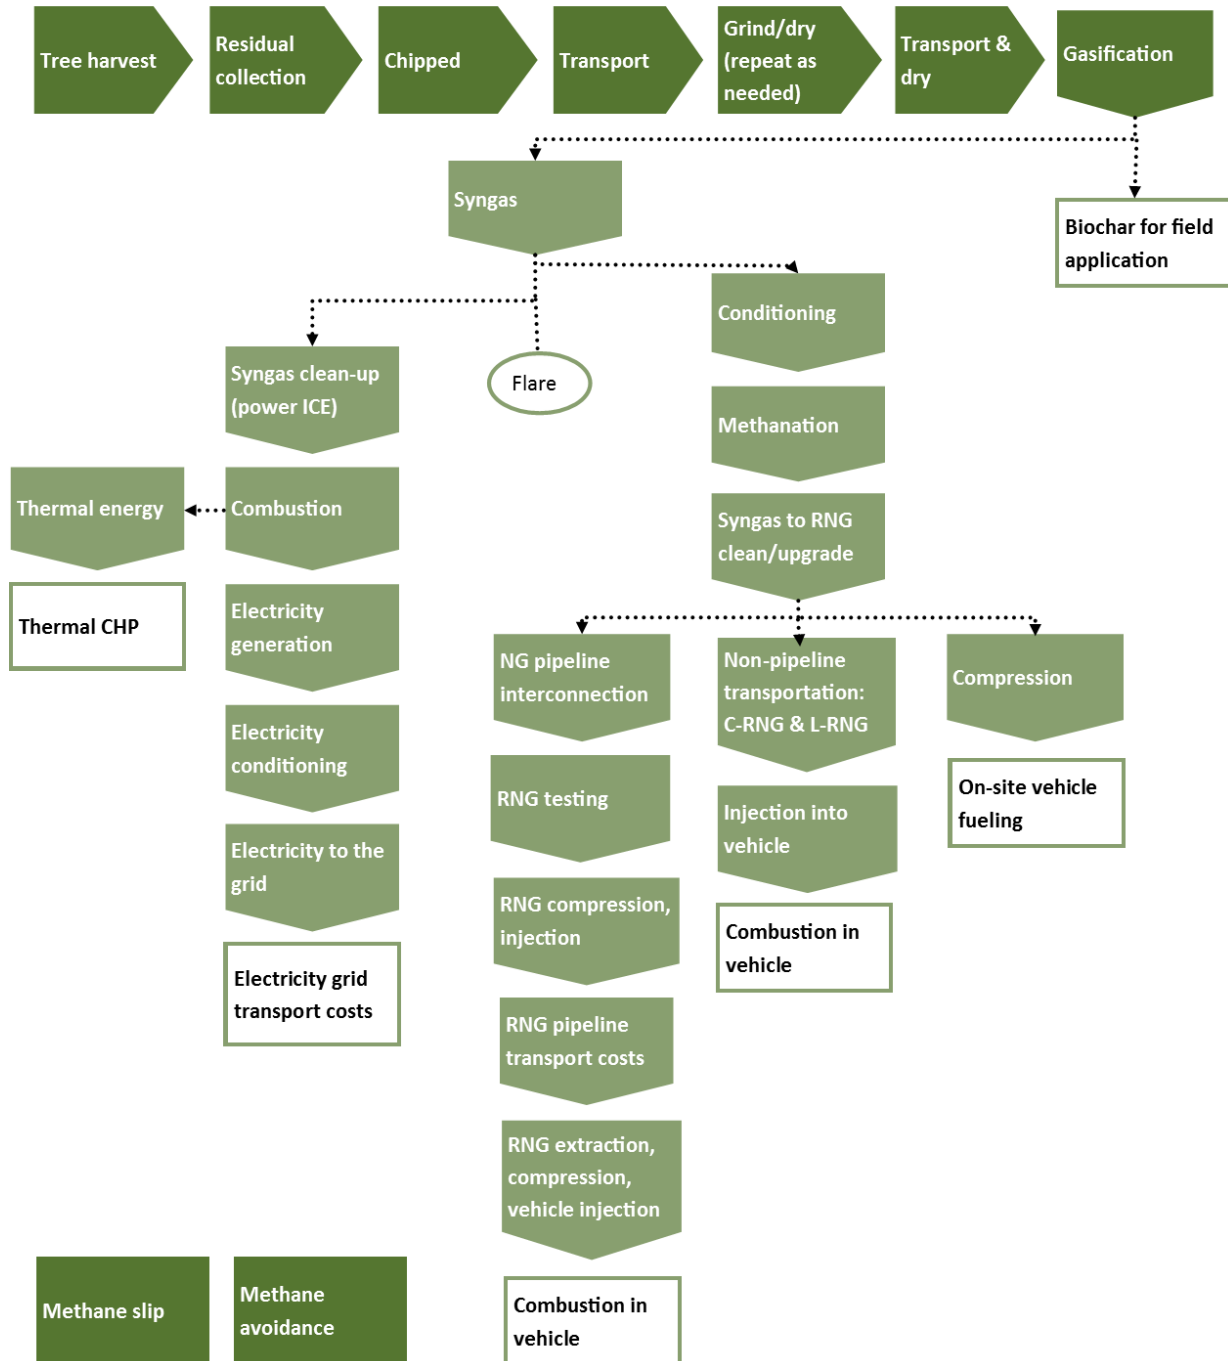 Tree harvest
Residual
collection
Chipped
Transport
Grind/dry
(repeat as
needed)
Transport &
dry
Gasification
Syngas
Biochar for field
application
Conditioning
Syngas clean-up
(power ICE)
Flare
Methanation
Thermal energy
Combustion
Syngas to RNG
clean/upgrade
Thermal CHP
Electricity
generation
NG pipeline
interconnection
Non-pipeline
transportation:
C-RNG & L-RNG
Compression
Electricity
conditioning
RNG testing
Injection into
vehicle
On-site vehicle
fueling
Electricity to the
grid
RNG compression,
injection
Combustion in
vehicle
Electricity grid
transport costs
RNG pipeline
transport costs
RNG extraction,
compression,
vehicle injection
Methane slip
Methane
avoidance
Combustion in
vehicle